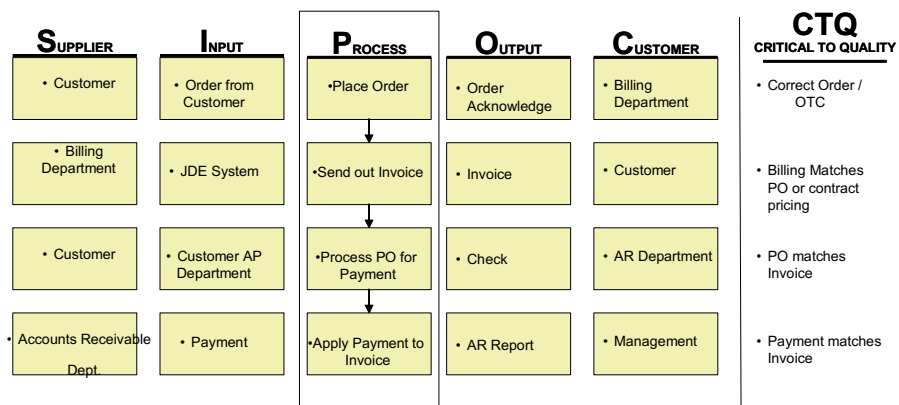 SUPPLIER INPUT PROCESS OUTPUT CUSTOMER CTQ
CRITICAL TO QUALITY
• Customer
• Order from
Customer
•Place Order
• Order
Acknowledge
• Billing
Department
• Correct Order /
OTC
• Billing
Department
• JDE System
•Send out Invoice
• Invoice
• Customer
• Billing Matches
PO or contract
pricing
• Customer
• Customer AP
Department
•Process PO for
Payment
• Check
• AR Department
• PO matches
Invoice
• Accounts Receivable
Dept.
• Payment
•Apply Payment to
Invoice
• AR Report
• Management
• Payment matches
Invoice